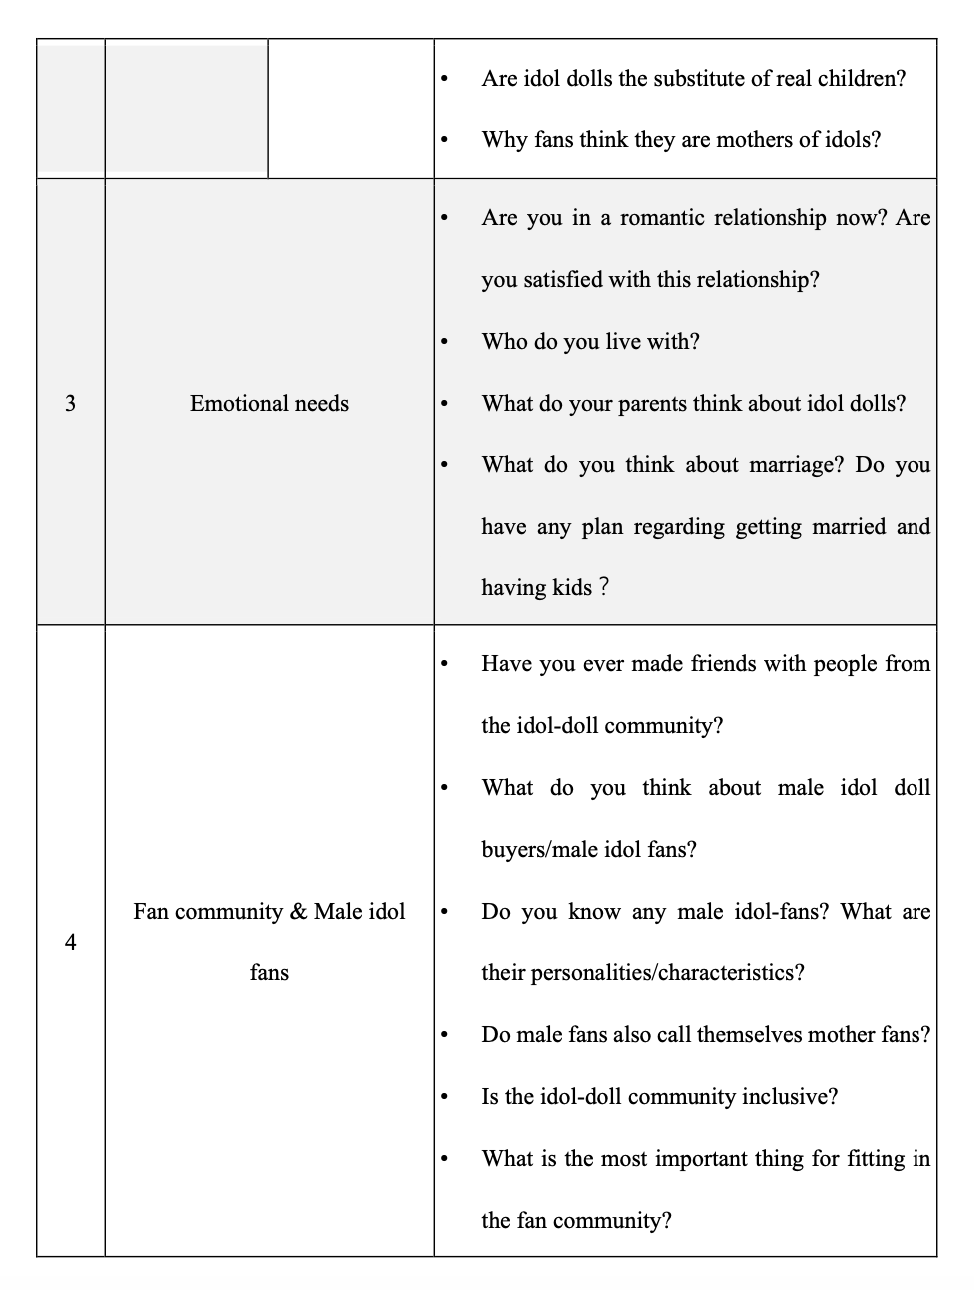 • Are idol dolls the substitute of real children?
• Why fans think they are mothers of idols?
3
Emotional needs
• Are you in a romantic relationship now? Are
you satisfied with this relationship?
• Who do you live with?
• What do your parents think about idol dolls?
• What do you think about marriage? Do you
have any plan regarding getting married and
having kids？
4
Fan community & Male idol
fans
• Have you ever made friends with people from
the idol-doll community?
• What do you think about male idol doll
buyers/male idol fans?
• Do you know any male idol-fans? What are
their personalities/characteristics?
• Do male fans also call themselves mother fans?
• Is the idol-doll community inclusive?
• What is the most important thing for fitting in
the fan community?